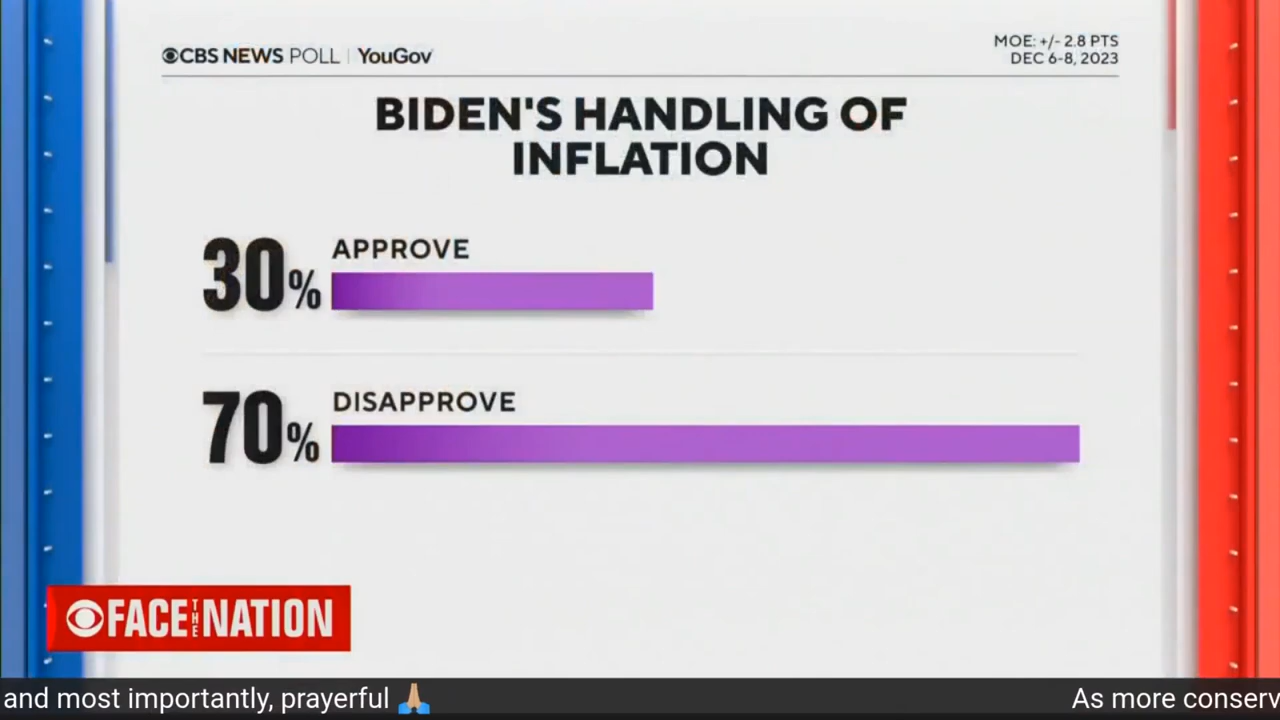 CBS NEWS POLL | YouGov
MOE: +/- 2.8 PTS
DEC 6-8, 2023
BIDEN'S HANDLING OF
INFLATION
30% APPROVE
70% DISAPPROVE
FACE THE NATION
and most importantly, prayerful 🙏🏽 As more conserv